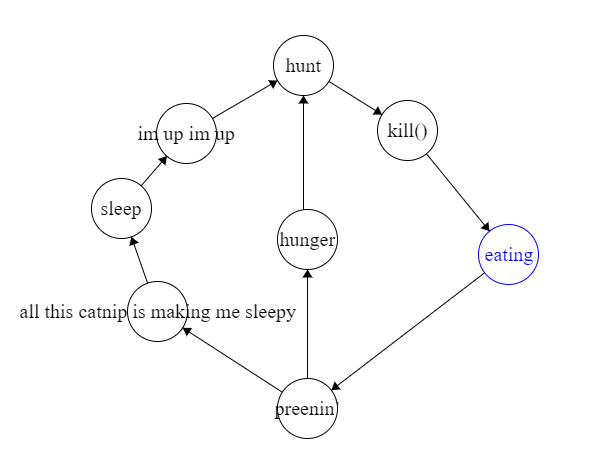 hunt
im up im up
kill()
sleep
hunger
eating
all this catnip is making me sleepy
preenin'